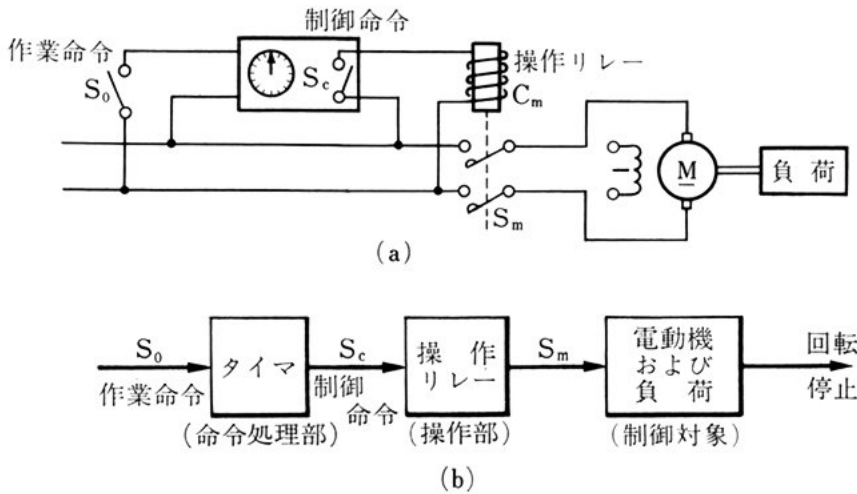 制御命令
作業命令
S₀
Sc
操作リレー
Cm
M
負荷
Sm
(a)
S₀
作業命令
タイマ
(命令処理部)
Sc
制御
命令
操作
リレー
(操作部)
Sm
電動機
および
負荷
(制御対象)
回転
停止
(b)